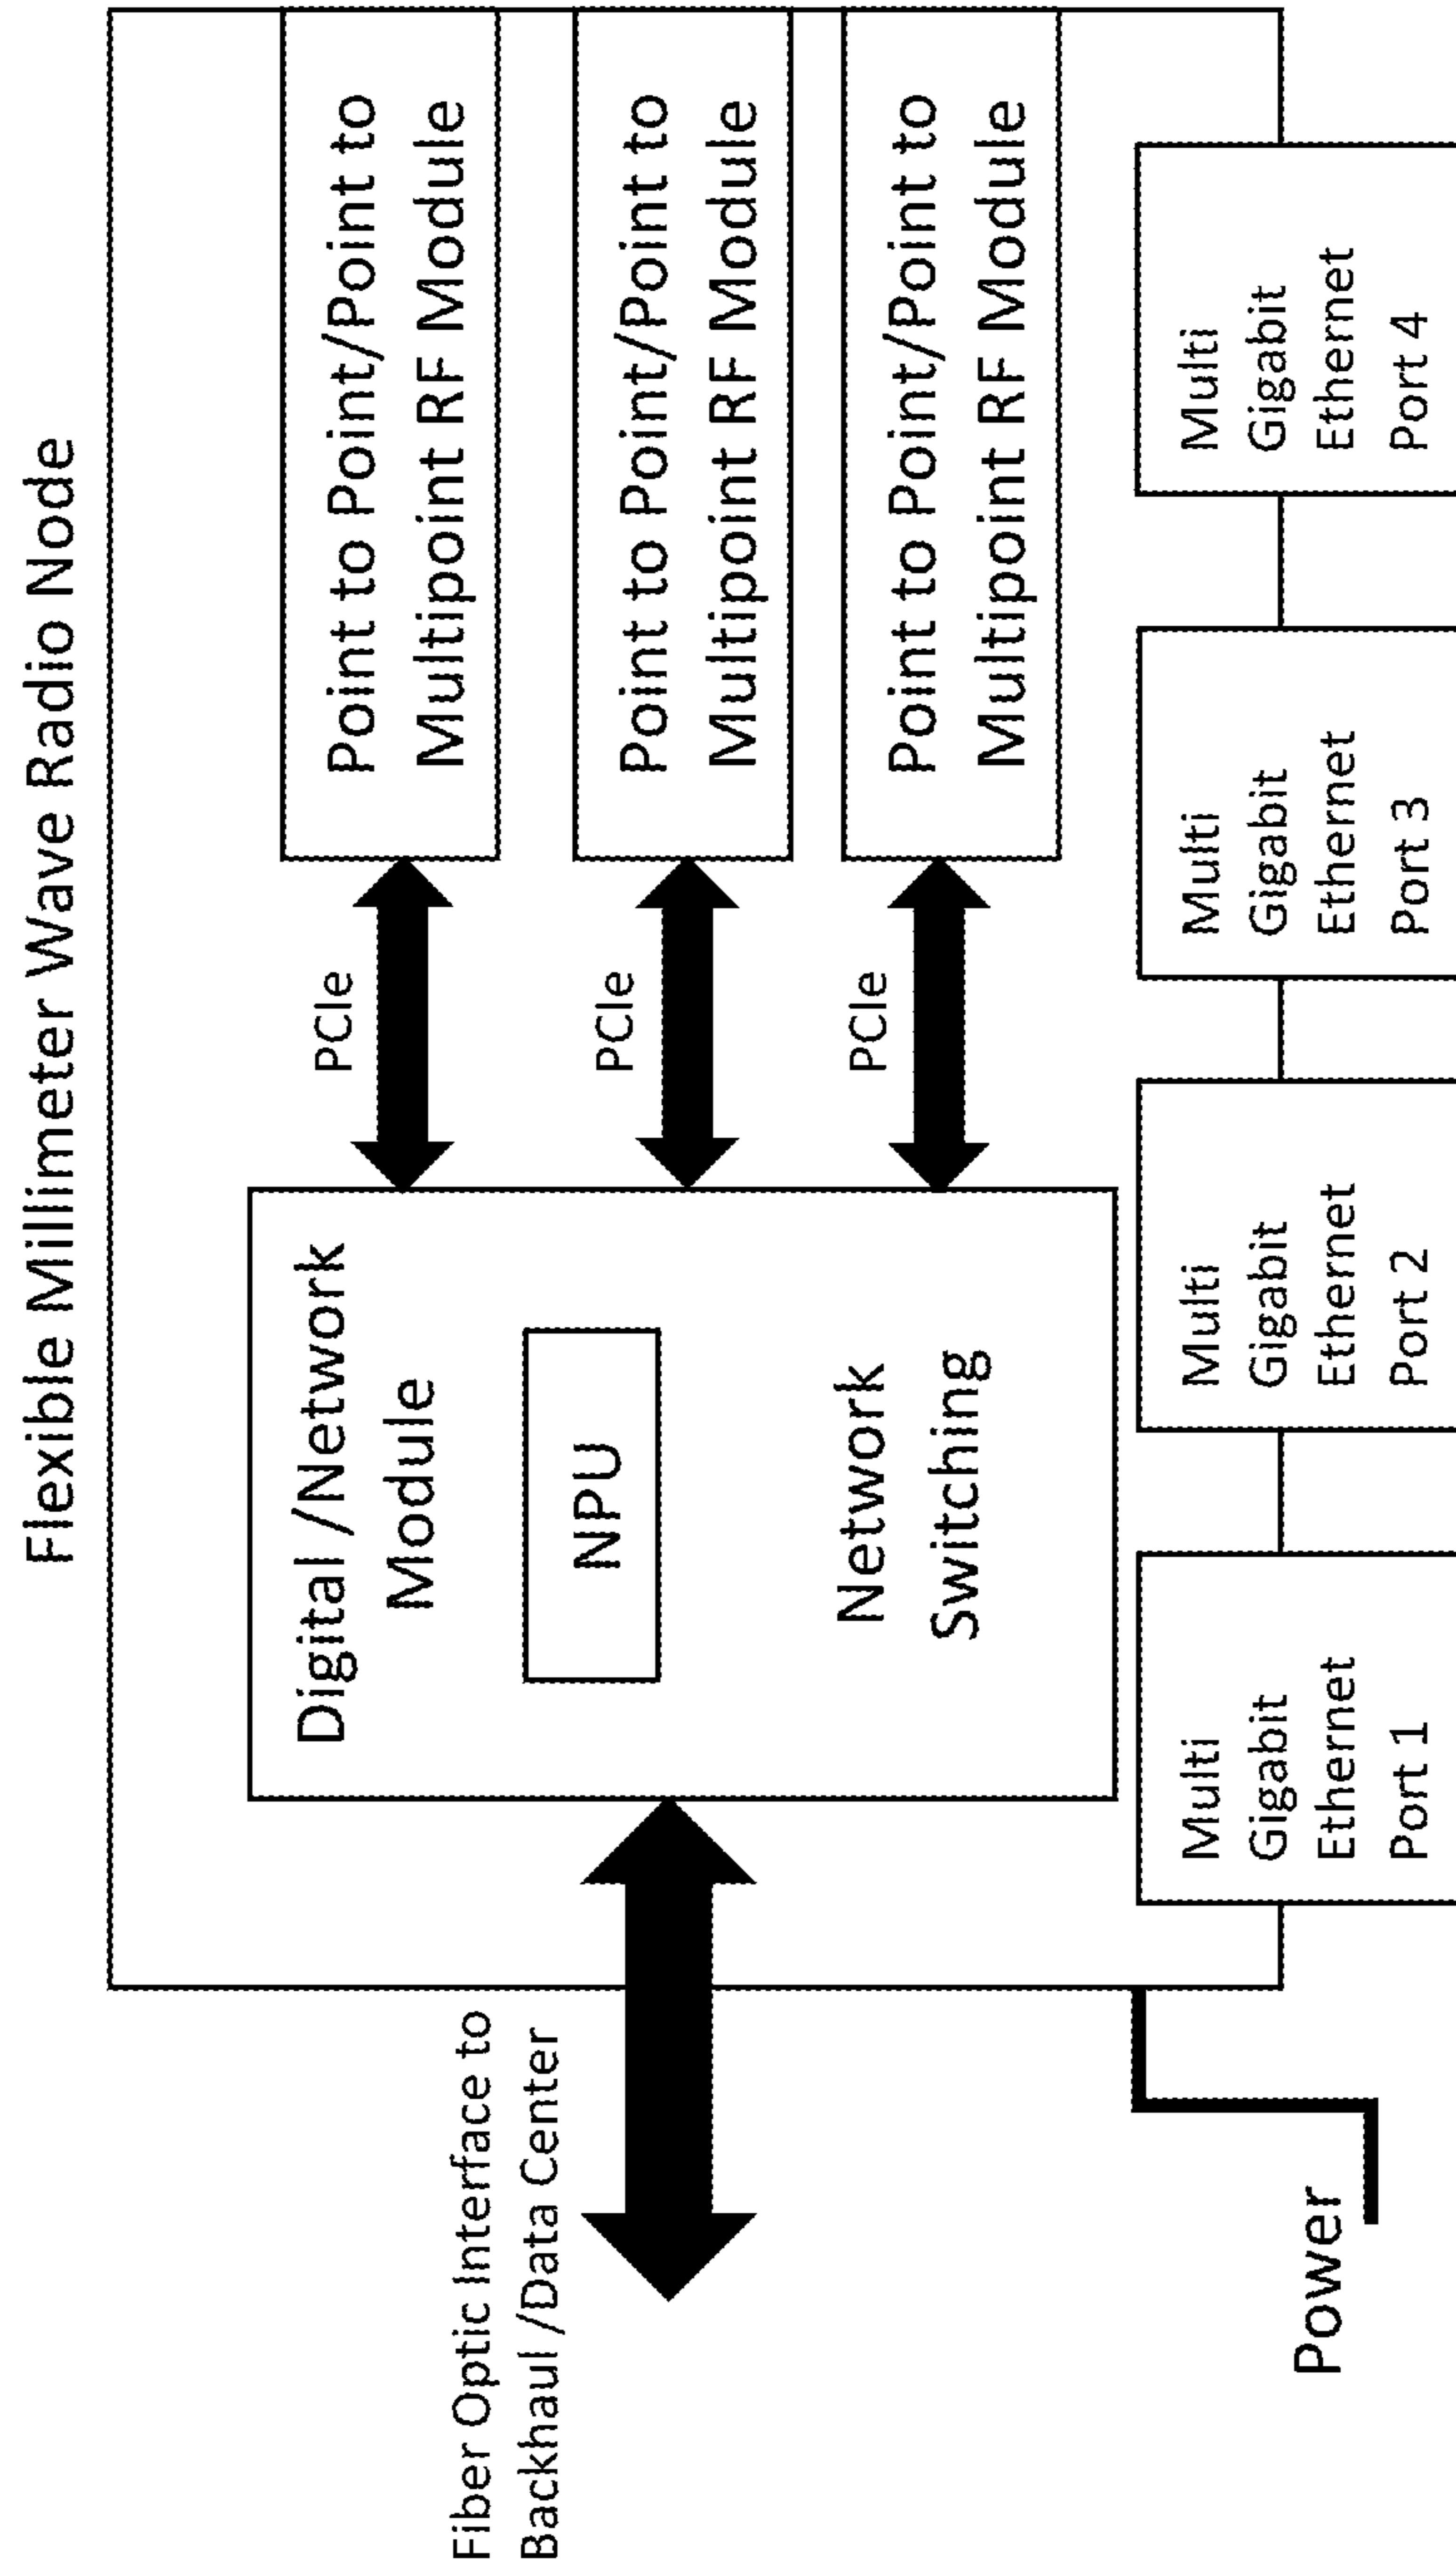 Flexible Millimeter Wave Radio Node
Fiber Optic Interface to
Backhaul /Data Center
Digital /Network
Module
NPU
Network
Switching
PCIe
Point to Point/Point to
Multipoint RF Module
PCIe
Point to Point/Point to
Multipoint RF Module
PCIe
Point to Point/Point to
Multipoint RF Module
Power
Multi
Gigabit
Ethernet
Port 1
Multi
Gigabit
Ethernet
Port 2
Multi
Gigabit
Ethernet
Port 3
Multi
Gigabit
Ethernet
Port 4